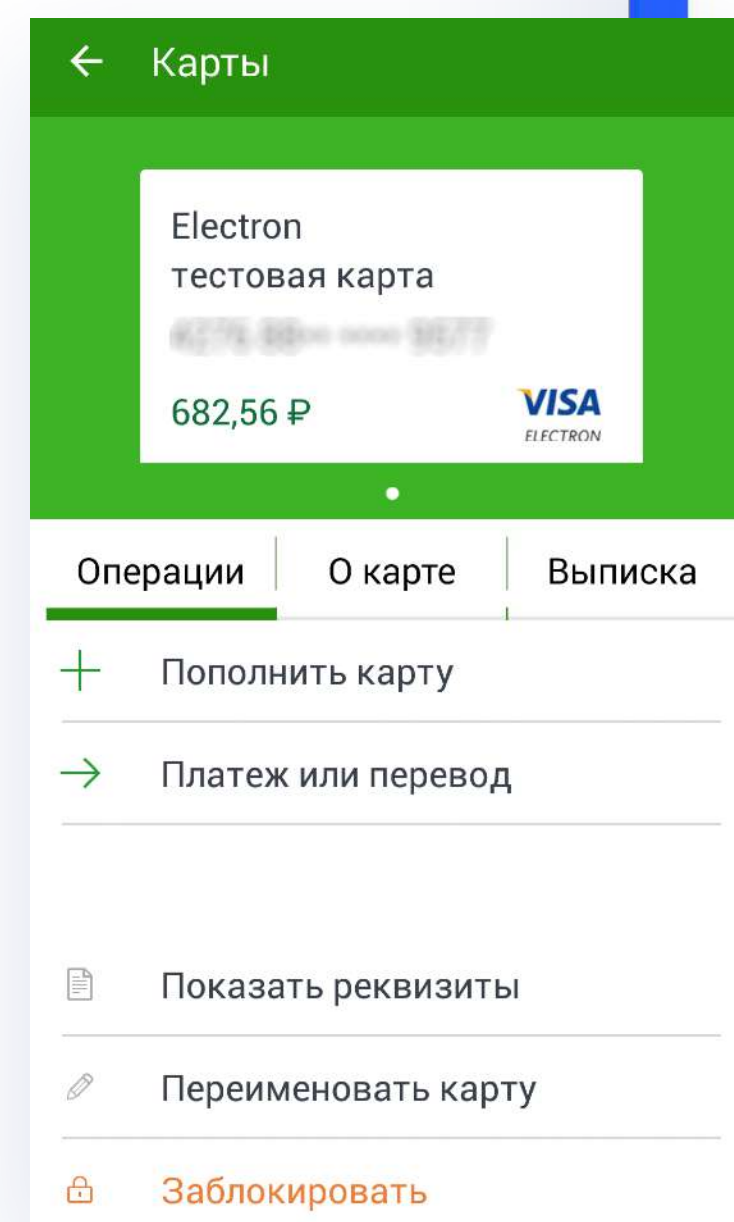 Карты
Electron
тестовая карта
682,56 ₽
VISA
ELECTRON
Операции
О карте
Выписка
Пополнить карту
Платеж или перевод
Показать реквизиты
Переименовать карту
Заблокировать